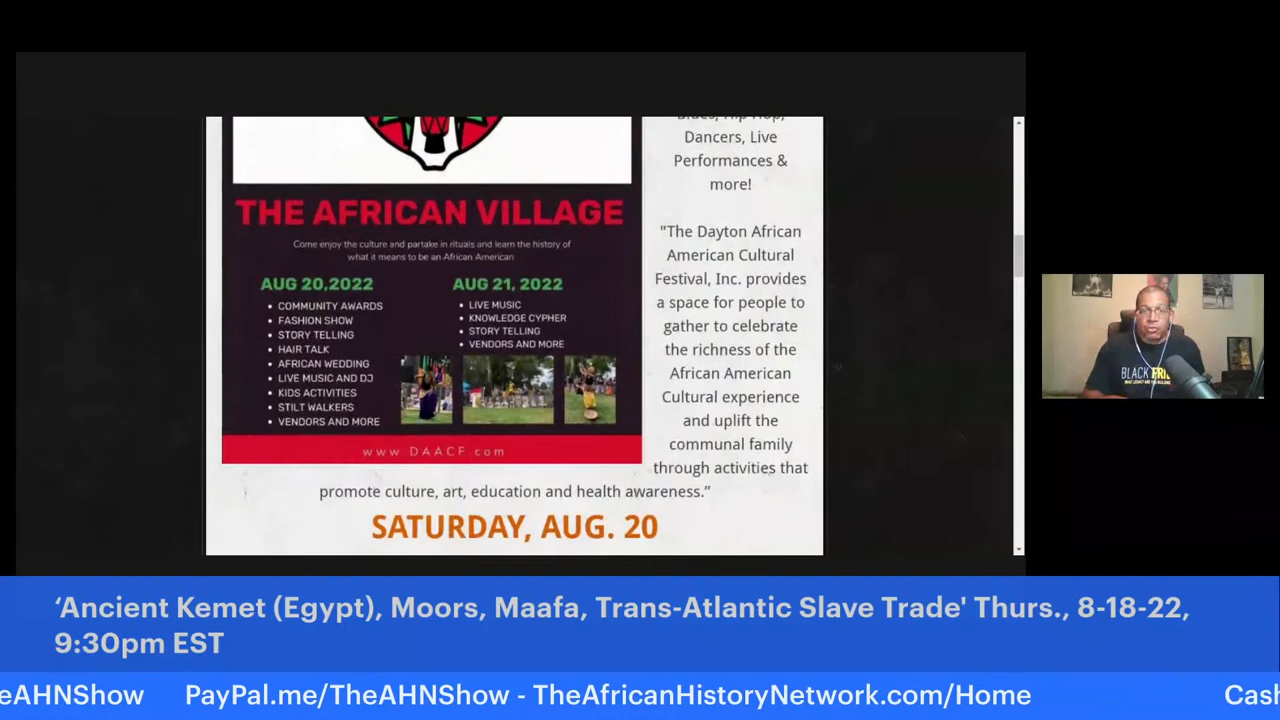 THE AFRICAN VILLAGE
Come enjoy the culture and partake in rituals and learn the history of
what it means to be an African American
AUG 20,2022
• COMMUNITY AWARDS
• FASHION SHOW
• STORY TELLING
• HAIR TALK
• AFRICAN WEDDING
• LIVE MUSIC AND DJ
• KIDS ACTIVITIES
• STILT WALKERS
• VENDORS AND MORE
AUG 21, 2022
• LIVE MUSIC
• KNOWLEDGE CYPHER
• STORY TELLING
• VENDORS AND MORE
www.DAACF.com
Dancers, Live
Performances &
more!
"The Dayton African
American Cultural
Festival, Inc. provides
a space for people to
gather to celebrate
the richness of the
African American
Cultural experience
and uplift the
communal family
through activities that
promote culture, art, education and health awareness.”
SATURDAY, AUG. 20
BLACK
‘Ancient Kemet (Egypt), Moors, Maafa, Trans-Atlantic Slave Trade' Thurs., 8-18-22,
9:30pm EST
eAHNShow PayPal.me/TheAHNShow - TheAfricanHistoryNetwork.com/Home Cash